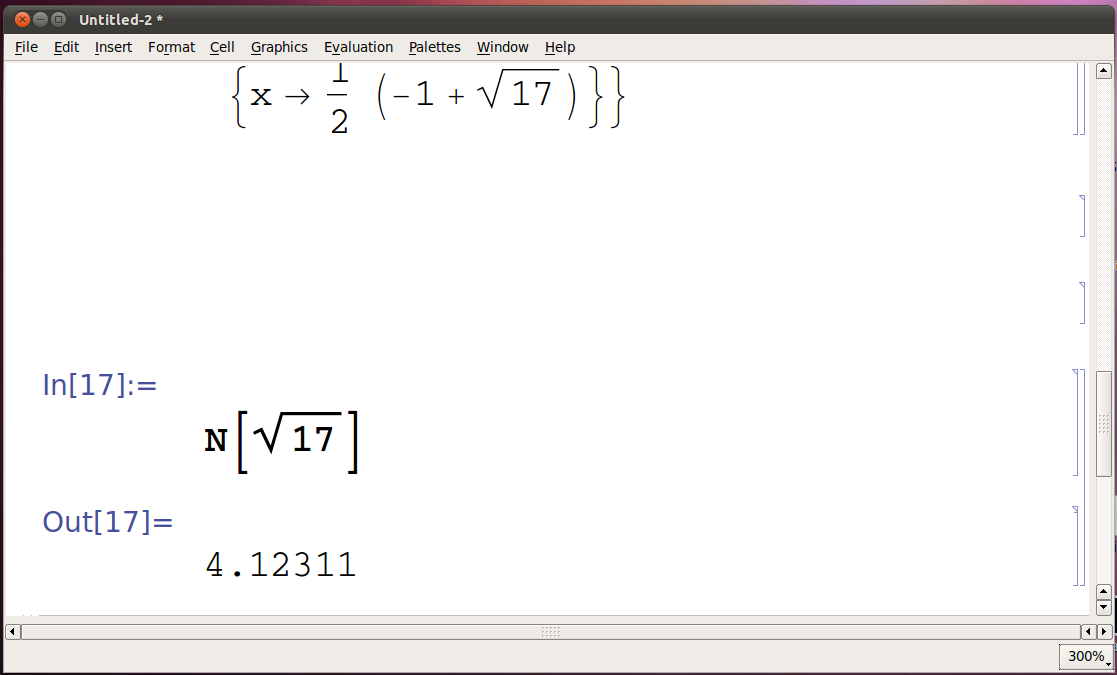 Untitled-2 *
File Edit Insert Format Cell Graphics Evaluation Palettes Window Help
{x → 1/2 (-1 + √17)}}
In[17]:=
N[√17]
Out[17]=
4.12311
300%